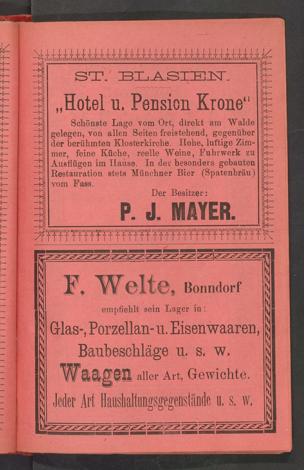 ST. BLASIEN.
„Hotel u. Pension Krone“
Schönste Lage vom Ort, direkt am Walde
gelegen, von allen Seiten freistehend, gegenüber
der berühmten Klosterkirche. Hohe, luftige Zim-
mer, feine Küche, reelle Weine, Fuhrwerk zu
Ausflügen im Hause. In der besonders gebauten
Restauration stets Münchner Bier (Spatenbräu)
vom Fass.
Der Besitzer:
P. J. MAYER.
F. Welte, Bonndorf
empfiehlt sein Lager in:
Glas-, Porzellan- u. Eisenwaaren,
Baubeschläge u. s. w.
Waagen aller Art, Gewichte.
Jeder Art Haushaltungsgegenstände u. s. w.